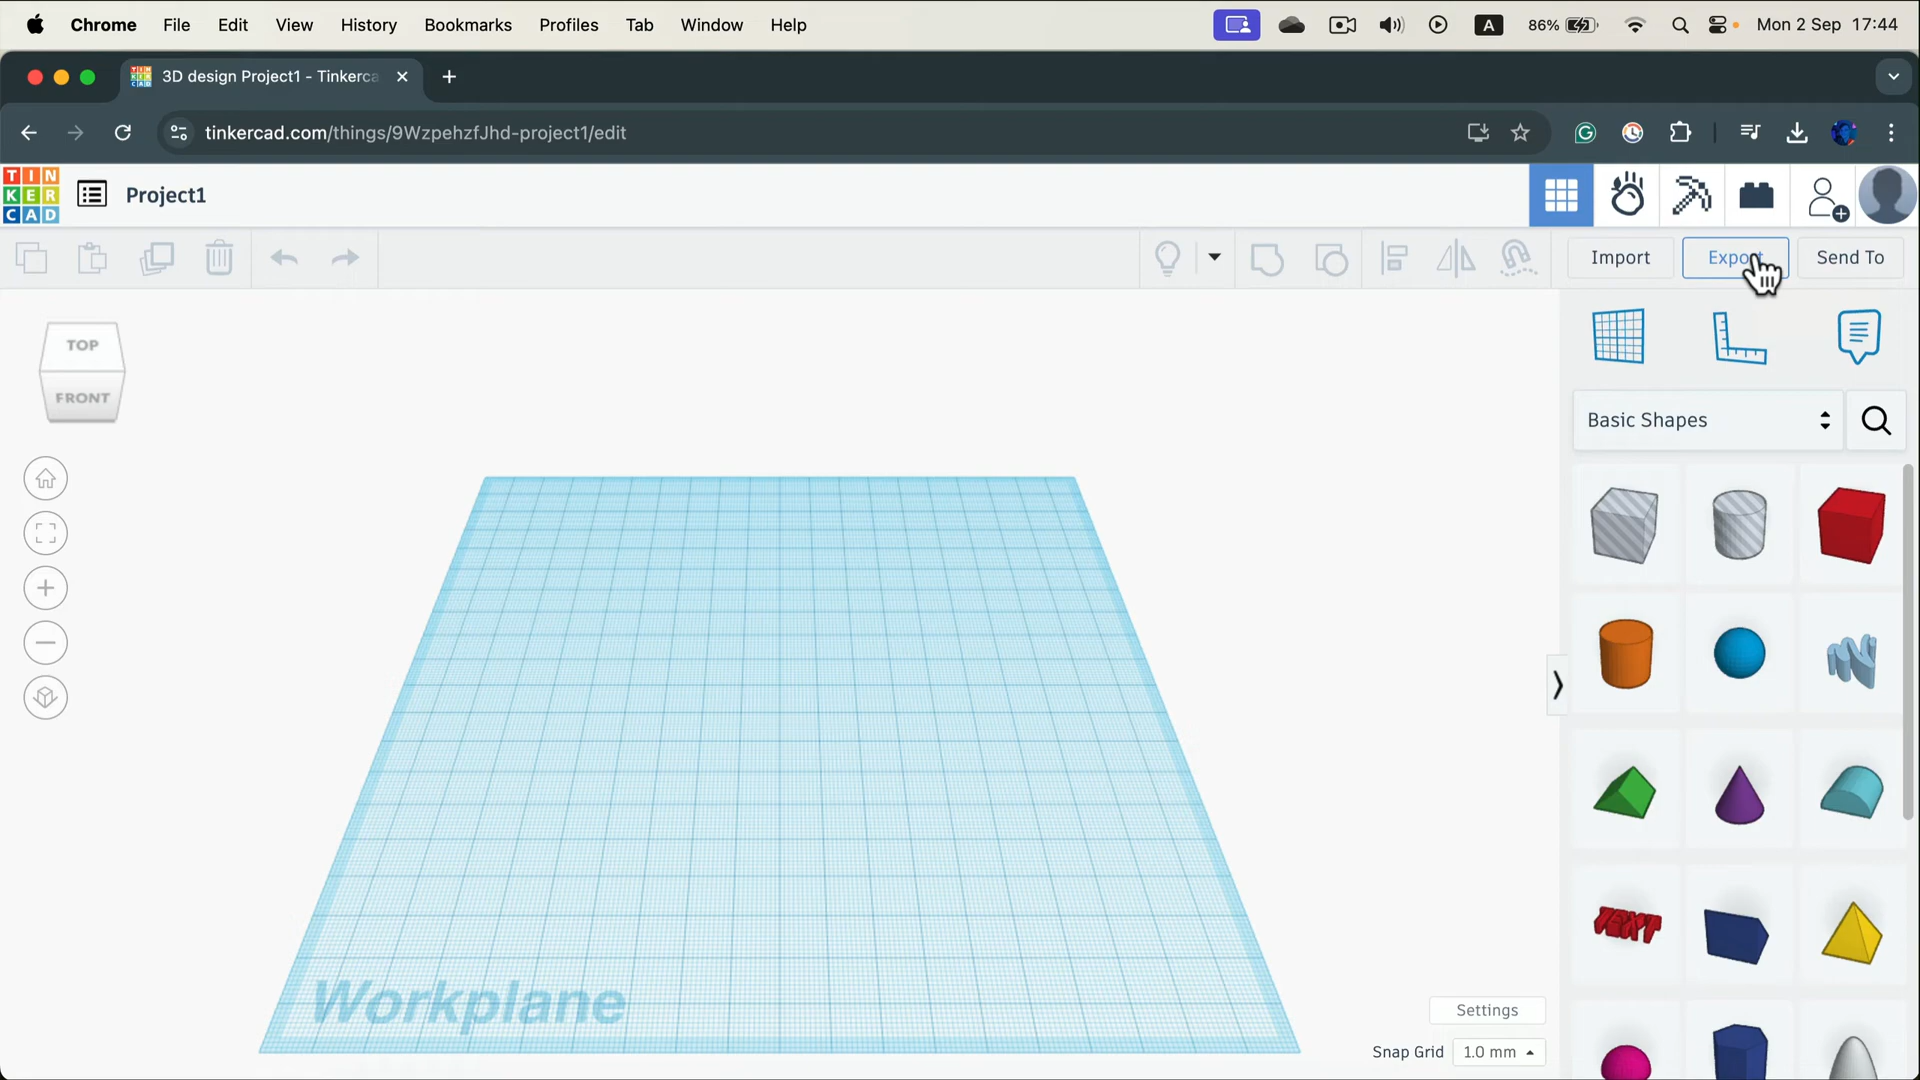 Chrome File Edit View History Bookmarks Profiles Tab Window Help A 86% Mon 2 Sep 17:44
3D design Project1 - Tinkerca
tinkercad.com/things/9WzpehzfJhd-project1/edit
TIN
KER
CAD
Project1
Import Export Send To
TOP
FRONT
Basic Shapes
TEXT
Workplane
Settings
Snap Grid 1.0 mm